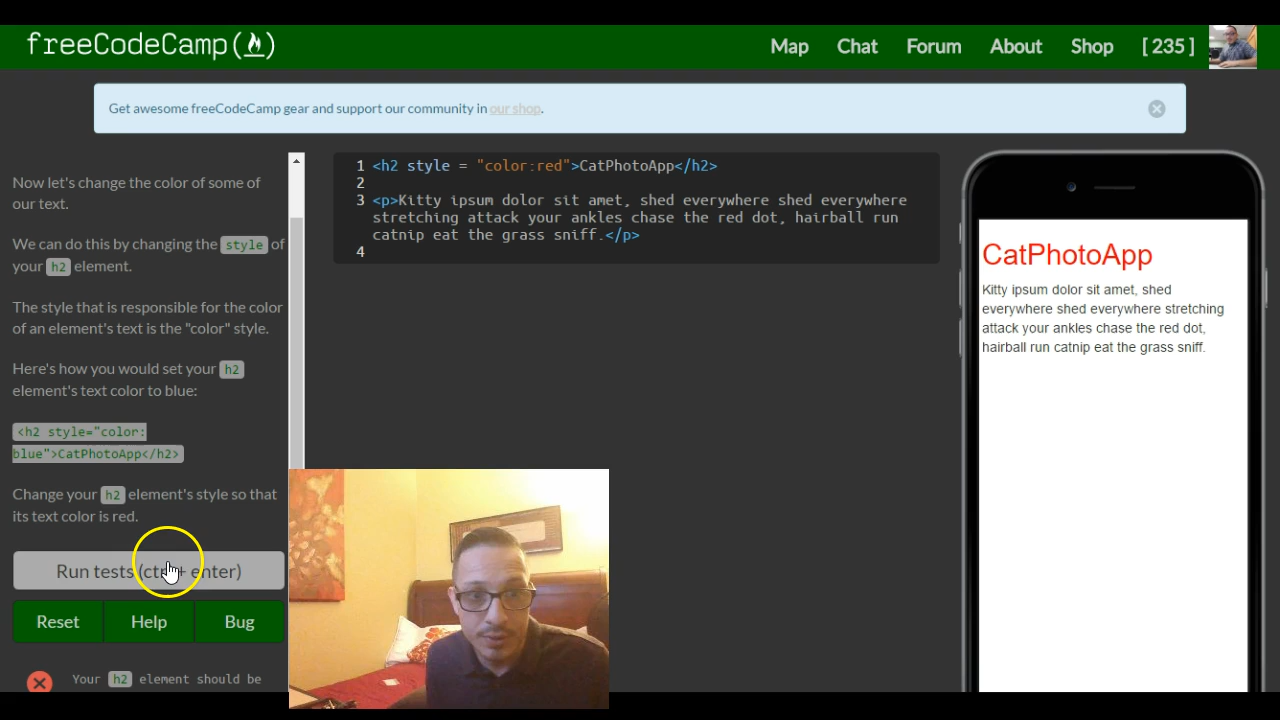 freeCodeCamp(🔥)
Map Chat Forum About Shop [ 235 ]
Get awesome freeCodeCamp gear and support our community in our shop.
Now let's change the color of some of
our text.
We can do this by changing the style of
your h2 element.
The style that is responsible for the color
of an element's text is the "color" style.
Here's how you would set your h2
element's text color to blue:
<h2 style="color:
blue">CatPhotoApp</h2>
Change your h2 element's style so that
its text color is red.
Run tests (ctrl + enter)
Reset Help Bug
Your h2 element should be
1 <h2 style = "color:red">CatPhotoApp</h2>
2
3 <p>Kitty ipsum dolor sit amet, shed everywhere shed everywhere
stretching attack your ankles chase the red dot, hairball run
catnip eat the grass sniff.</p>
4
CatPhotoApp
Kitty ipsum dolor sit amet, shed
everywhere shed everywhere stretching
attack your ankles chase the red dot,
hairball run catnip eat the grass sniff.